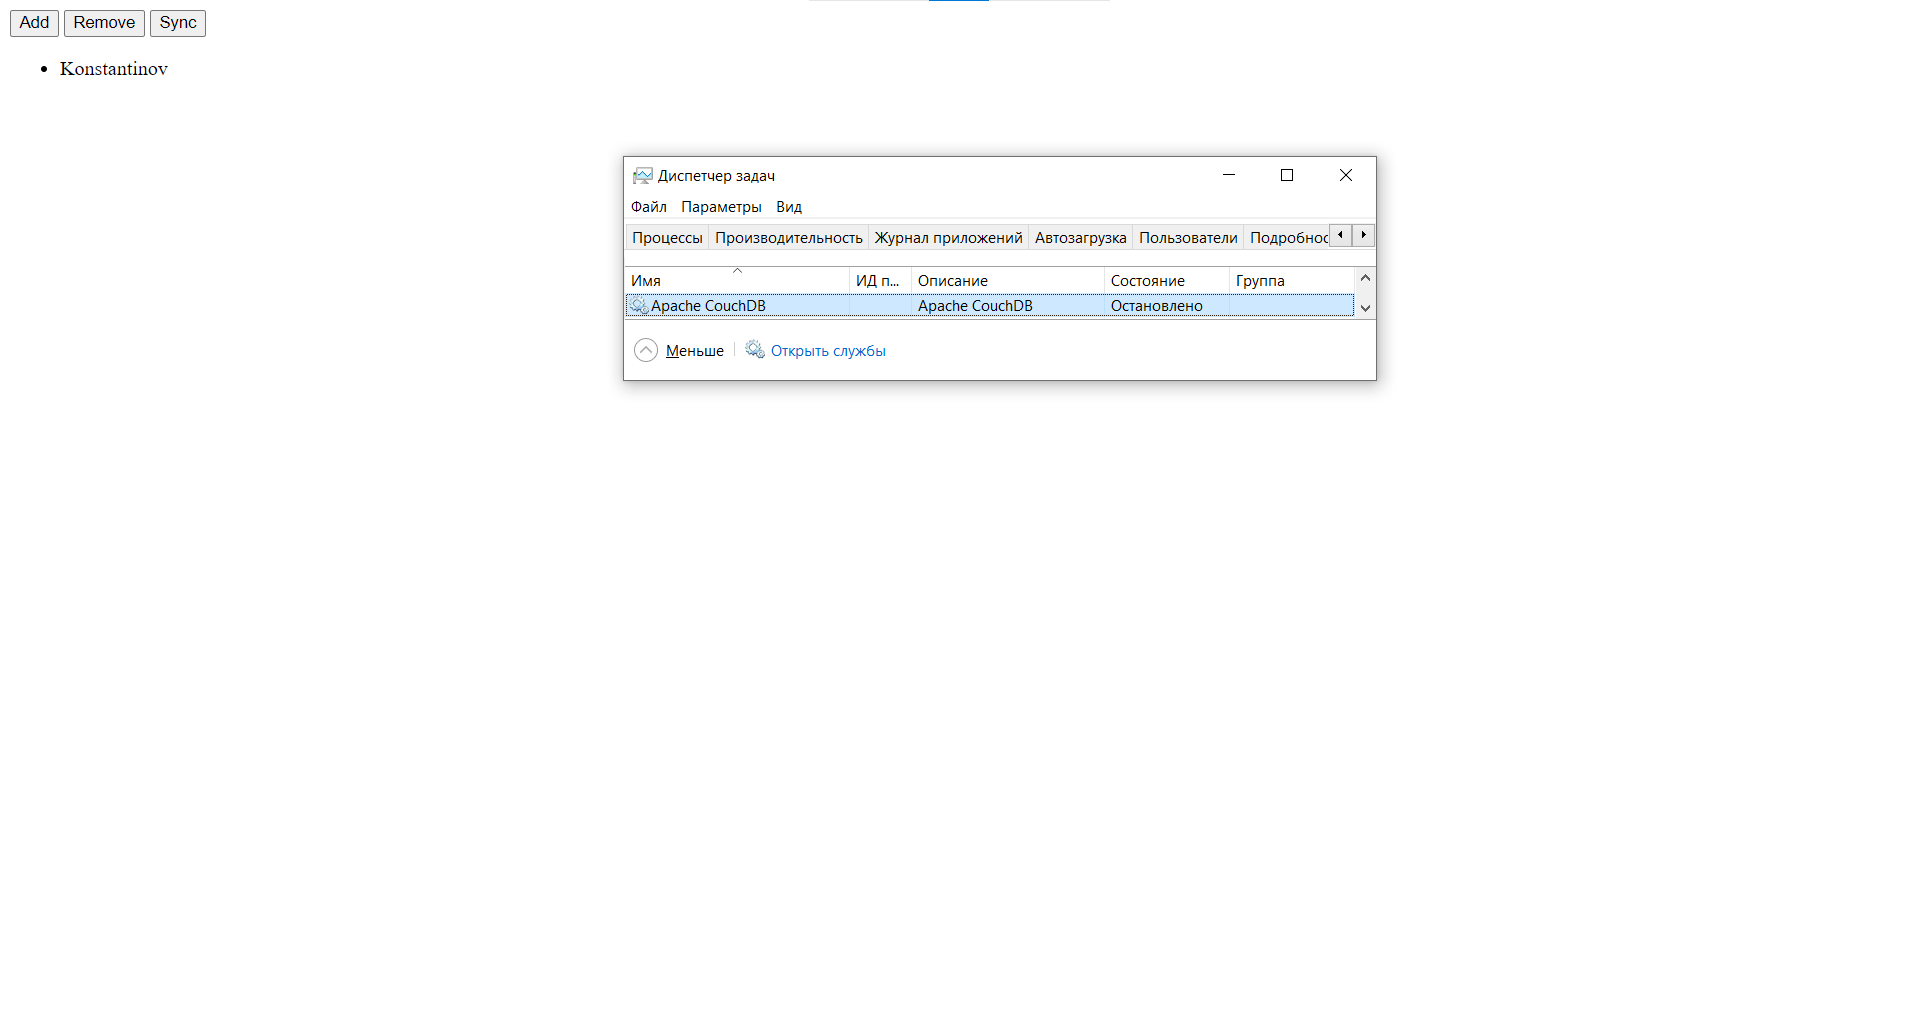 Add Remove Sync
Konstantinov
Диспетчер задач
Файл Параметры Вид
Процессы Производительность Журнал приложений Автозагрузка Пользователи Подробнос
Имя ИД п... Описание Состояние Группа
Apache CouchDB Apache CouchDB Остановлено
Меньше Открыть службы